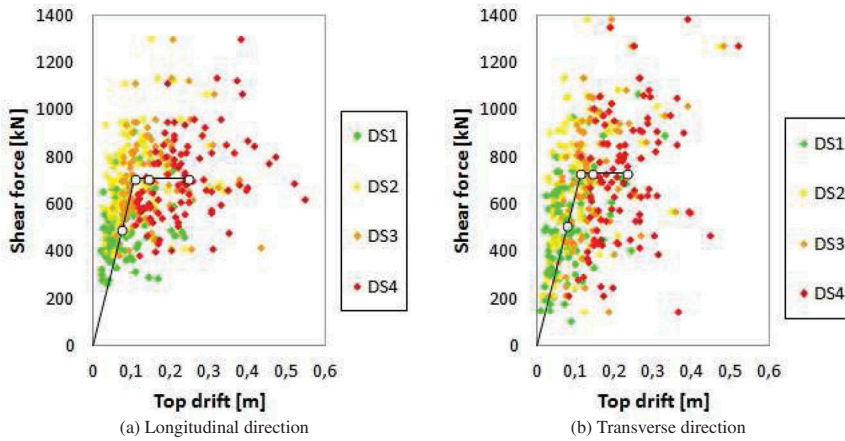 1400
1200
1000
800
600
400
200
0
Shear force [kN]
0 0,1 0,2 0,3 0,4 0,5 0,6
Top drift [m]
DS1
DS2
DS3
DS4
(a) Longitudinal direction
1400
1200
1000
800
600
400
200
0
Shear force [kN]
0 0,1 0,2 0,3 0,4 0,5 0,6
Top drift [m]
DS1
DS2
DS3
DS4
(b) Transverse direction